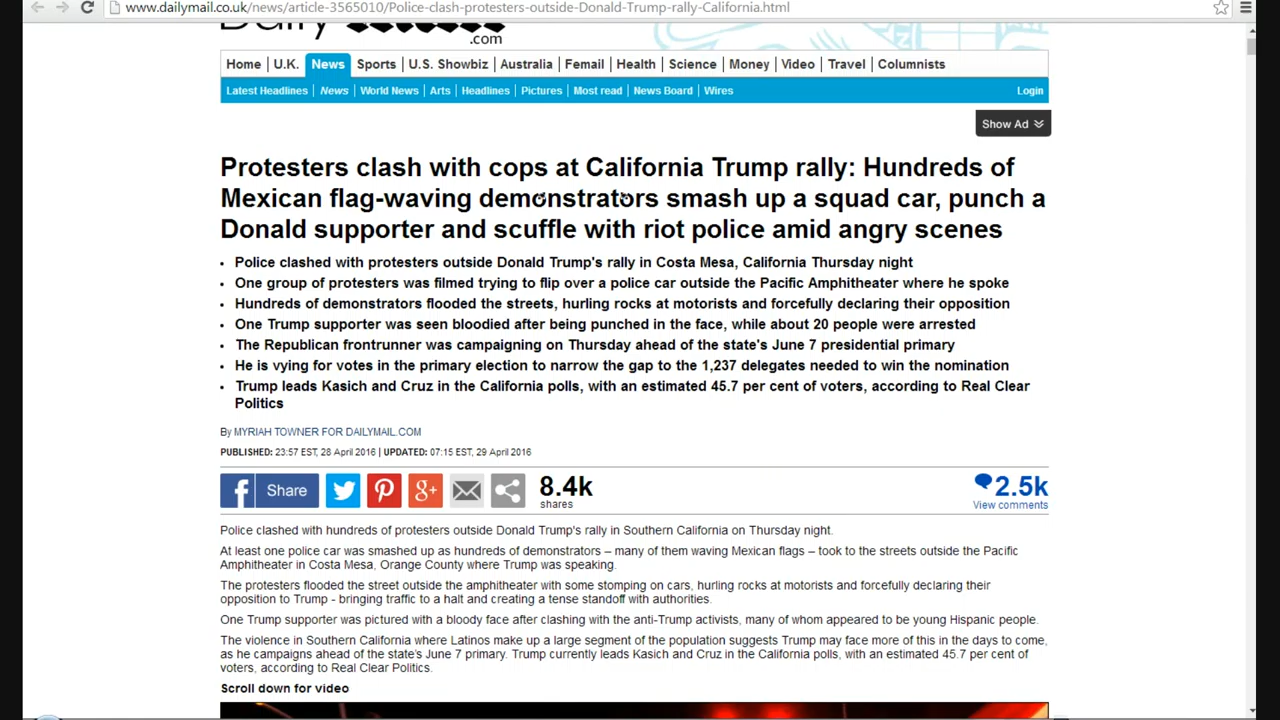 www.dailymail.co.uk/news/article-3565010/Police-clash-protesters-outside-Donald-Trump-rally-California.html
Daily
.com
Home | U.K. News Sports | U.S. Showbiz | Australia | Femail | Health | Science | Money | Video | Travel | Columnists
Latest Headlines | News | World News | Arts | Headlines | Pictures | Most read | News Board | Wires Login
Show Ad
Protesters clash with cops at California Trump rally: Hundreds of
Mexican flag-waving demonstrators smash up a squad car, punch a
Donald supporter and scuffle with riot police amid angry scenes
• Police clashed with protesters outside Donald Trump's rally in Costa Mesa, California Thursday night
• One group of protesters was filmed trying to flip over a police car outside the Pacific Amphitheater where he spoke
• Hundreds of demonstrators flooded the streets, hurling rocks at motorists and forcefully declaring their opposition
• One Trump supporter was seen bloodied after being punched in the face, while about 20 people were arrested
• The Republican frontrunner was campaigning on Thursday ahead of the state's June 7 presidential primary
• He is vying for votes in the primary election to narrow the gap to the 1,237 delegates needed to win the nomination
• Trump leads Kasich and Cruz in the California polls, with an estimated 45.7 per cent of voters, according to Real Clear
Politics
By MYRIAH TOWNER FOR DAILYMAIL.COM
PUBLISHED: 23:57 EST, 28 April 2016 | UPDATED: 07:15 EST, 29 April 2016
f Share g+ 8.4k 2.5k
shares View comments
Police clashed with hundreds of protesters outside Donald Trump's rally in Southern California on Thursday night.
At least one police car was smashed up as hundreds of demonstrators – many of them waving Mexican flags – took to the streets outside the Pacific
Amphitheater in Costa Mesa, Orange County where Trump was speaking.
The protesters flooded the street outside the amphitheater with some stomping on cars, hurling rocks at motorists and forcefully declaring their
opposition to Trump - bringing traffic to a halt and creating a tense standoff with authorities.
One Trump supporter was pictured with a bloody face after clashing with the anti-Trump activists, many of whom appeared to be young Hispanic people.
The violence in Southern California where Latinos make up a large segment of the population suggests Trump may face more of this in the days to come,
as he campaigns ahead of the state's June 7 primary. Trump currently leads Kasich and Cruz in the California polls, with an estimated 45.7 per cent of
voters, according to Real Clear Politics.
Scroll down for video